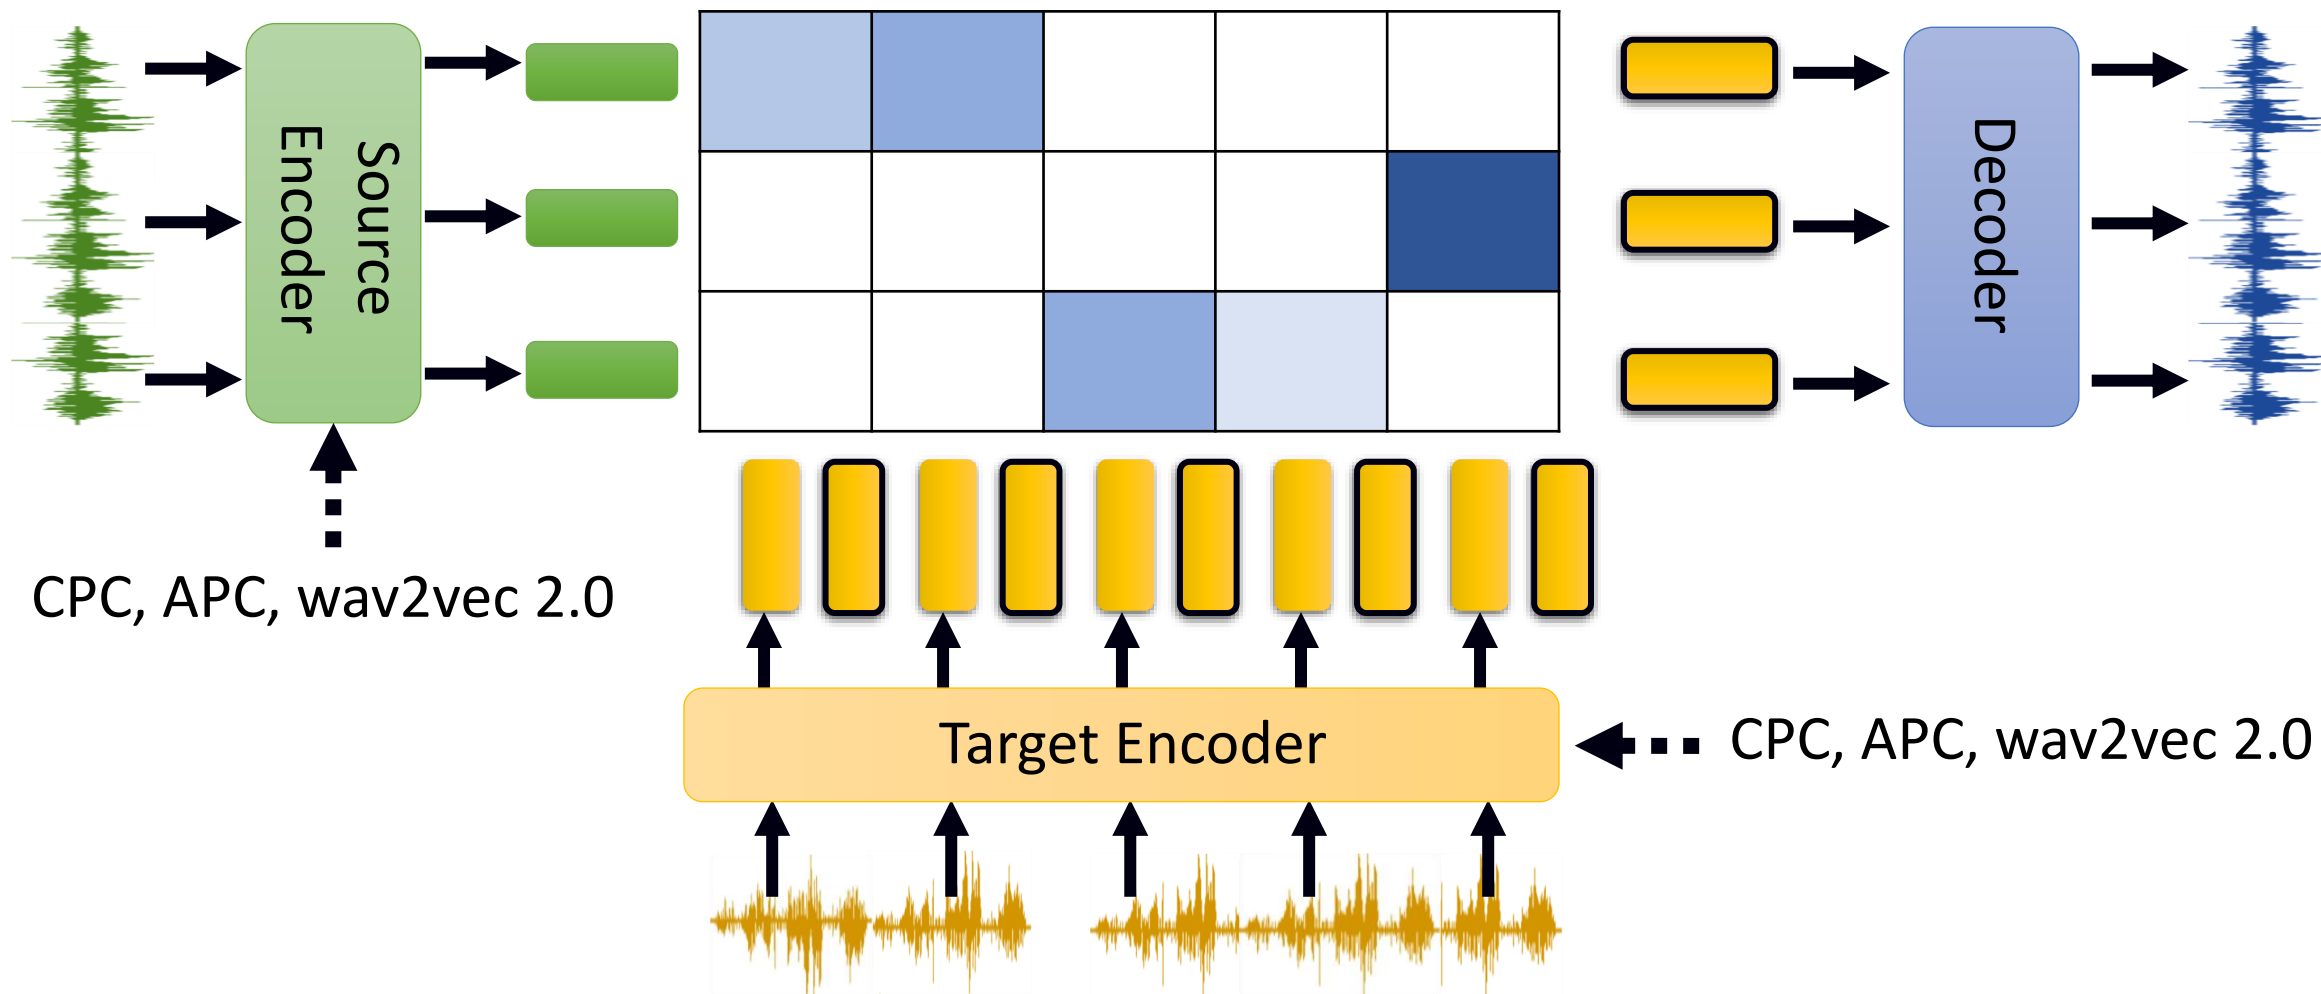 Source
Encoder
Decoder
CPC, APC, wav2vec 2.0
Target Encoder
CPC, APC, wav2vec 2.0